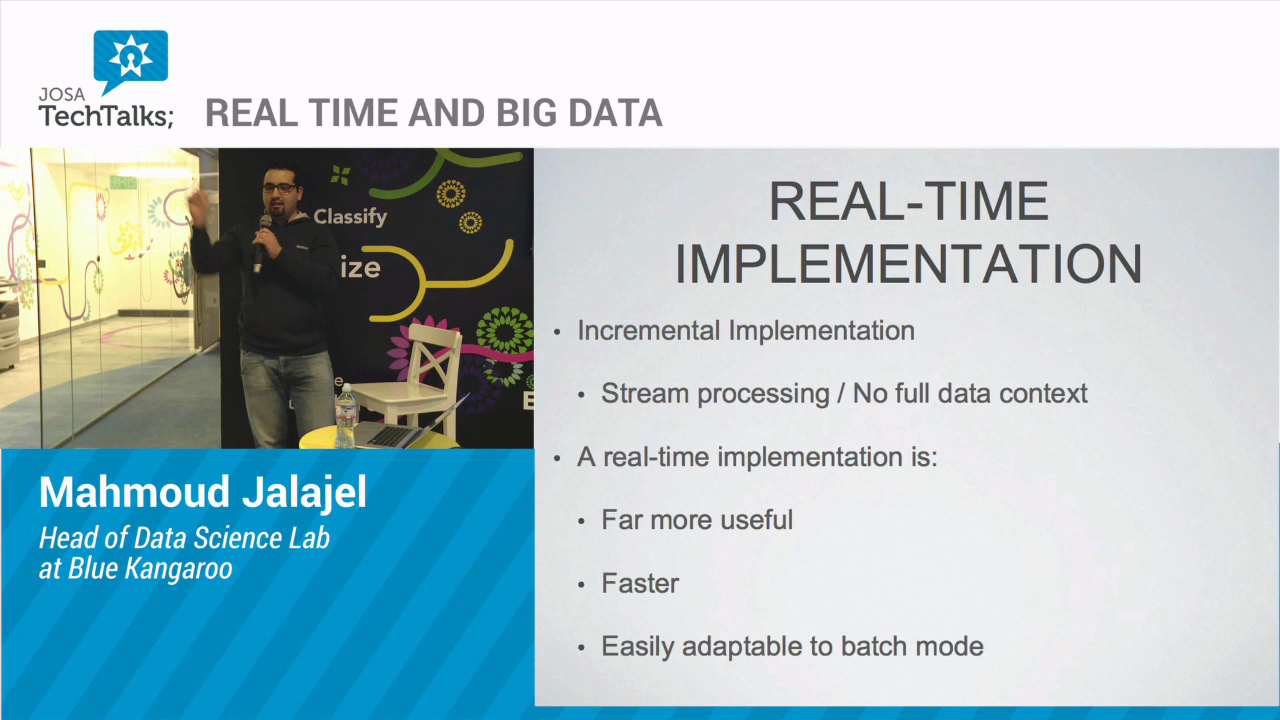 JOSA
TechTalks;
REAL TIME AND BIG DATA
Classify
ize
Mahmoud Jalajel
Head of Data Science Lab
at Blue Kangaroo
REAL-TIME
IMPLEMENTATION
• Incremental Implementation
• Stream processing / No full data context
• A real-time implementation is:
• Far more useful
• Faster
• Easily adaptable to batch mode